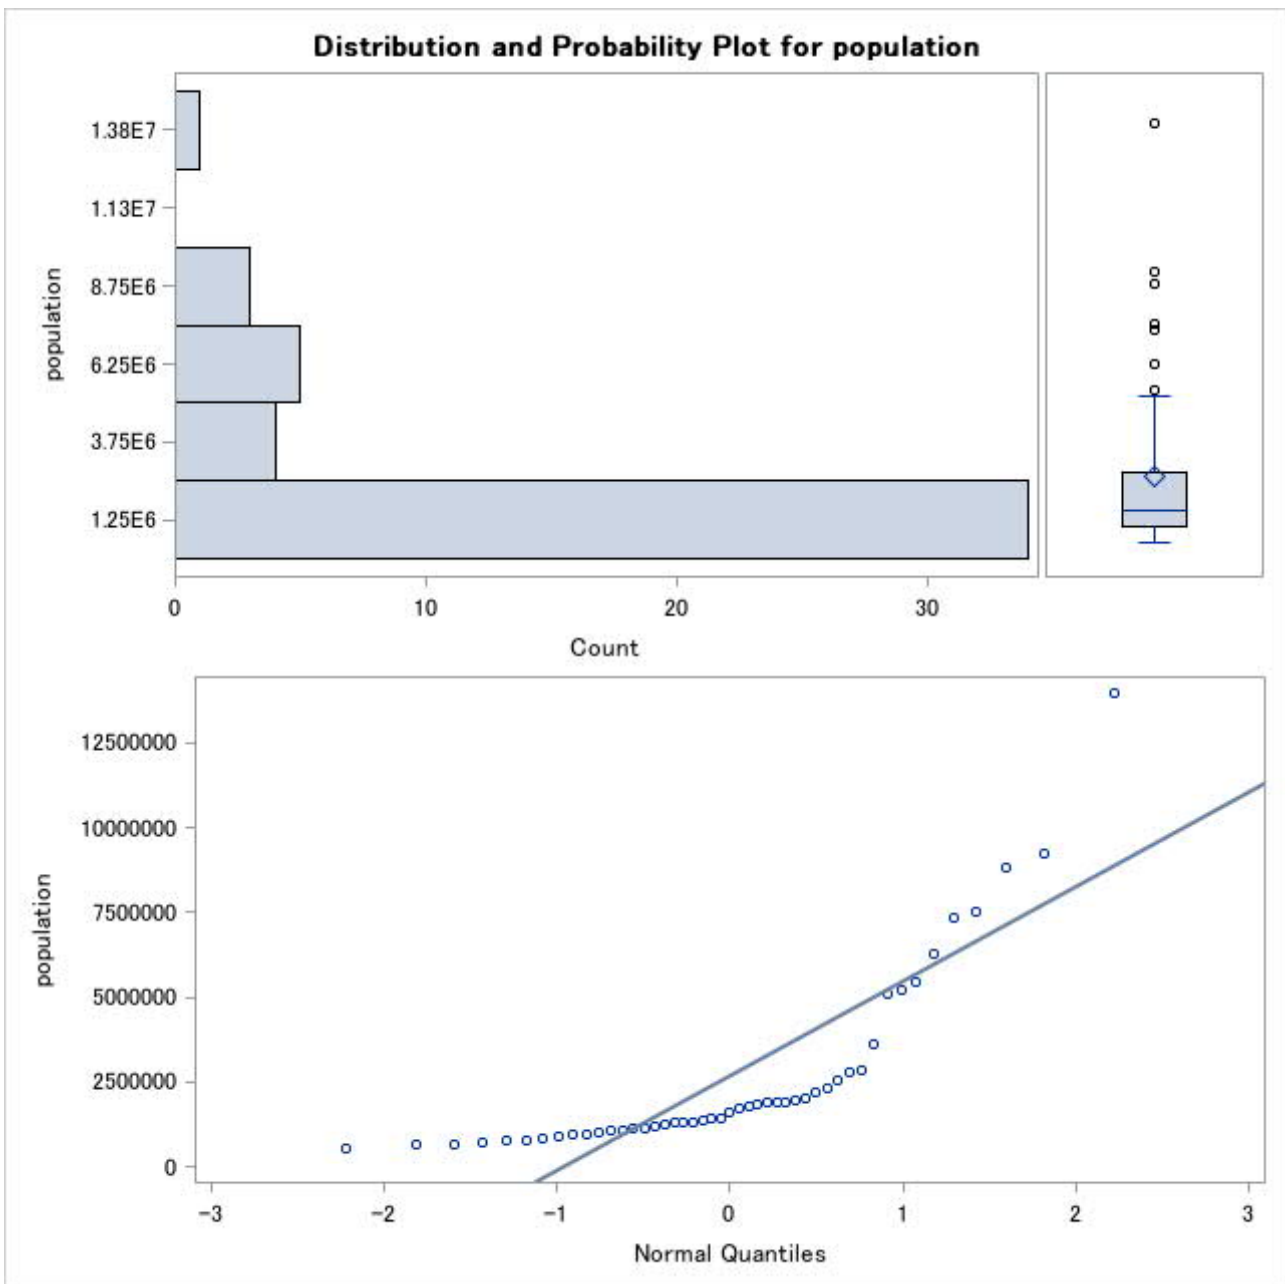 Distribution and Probability Plot for population
1.38E7
1.13E7
8.75E6
6.25E6
3.75E6
1.25E6
population
0 10 20 30
Count
12500000
10000000
7500000
5000000
2500000
0
population
-3 -2 -1 0 1 2 3
Normal Quantiles